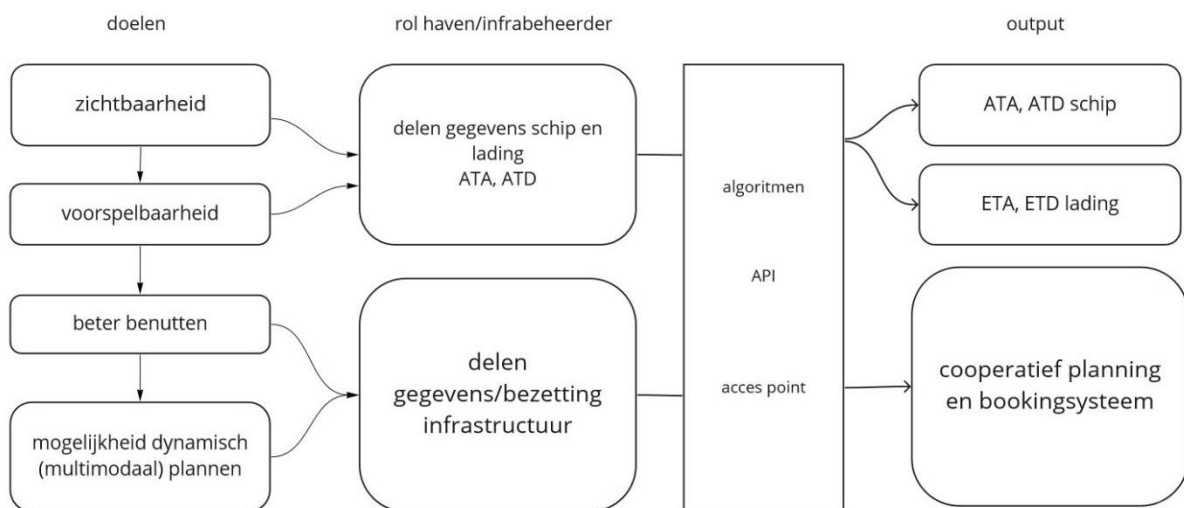 doelen
rol haven/infrabeheerder
output
zichtbaarheid
voorspelbaarheid
beter benutten
mogelijkheid dynamisch
(multimodaal) plannen
delen gegevens schip en
lading
ATA, ATD
delen
gegevens/bezetting
infrastructuur
algoritmen
API
acces point
ATA, ATD schip
ETA, ETD lading
cooperatief planning
en bookingsysteem